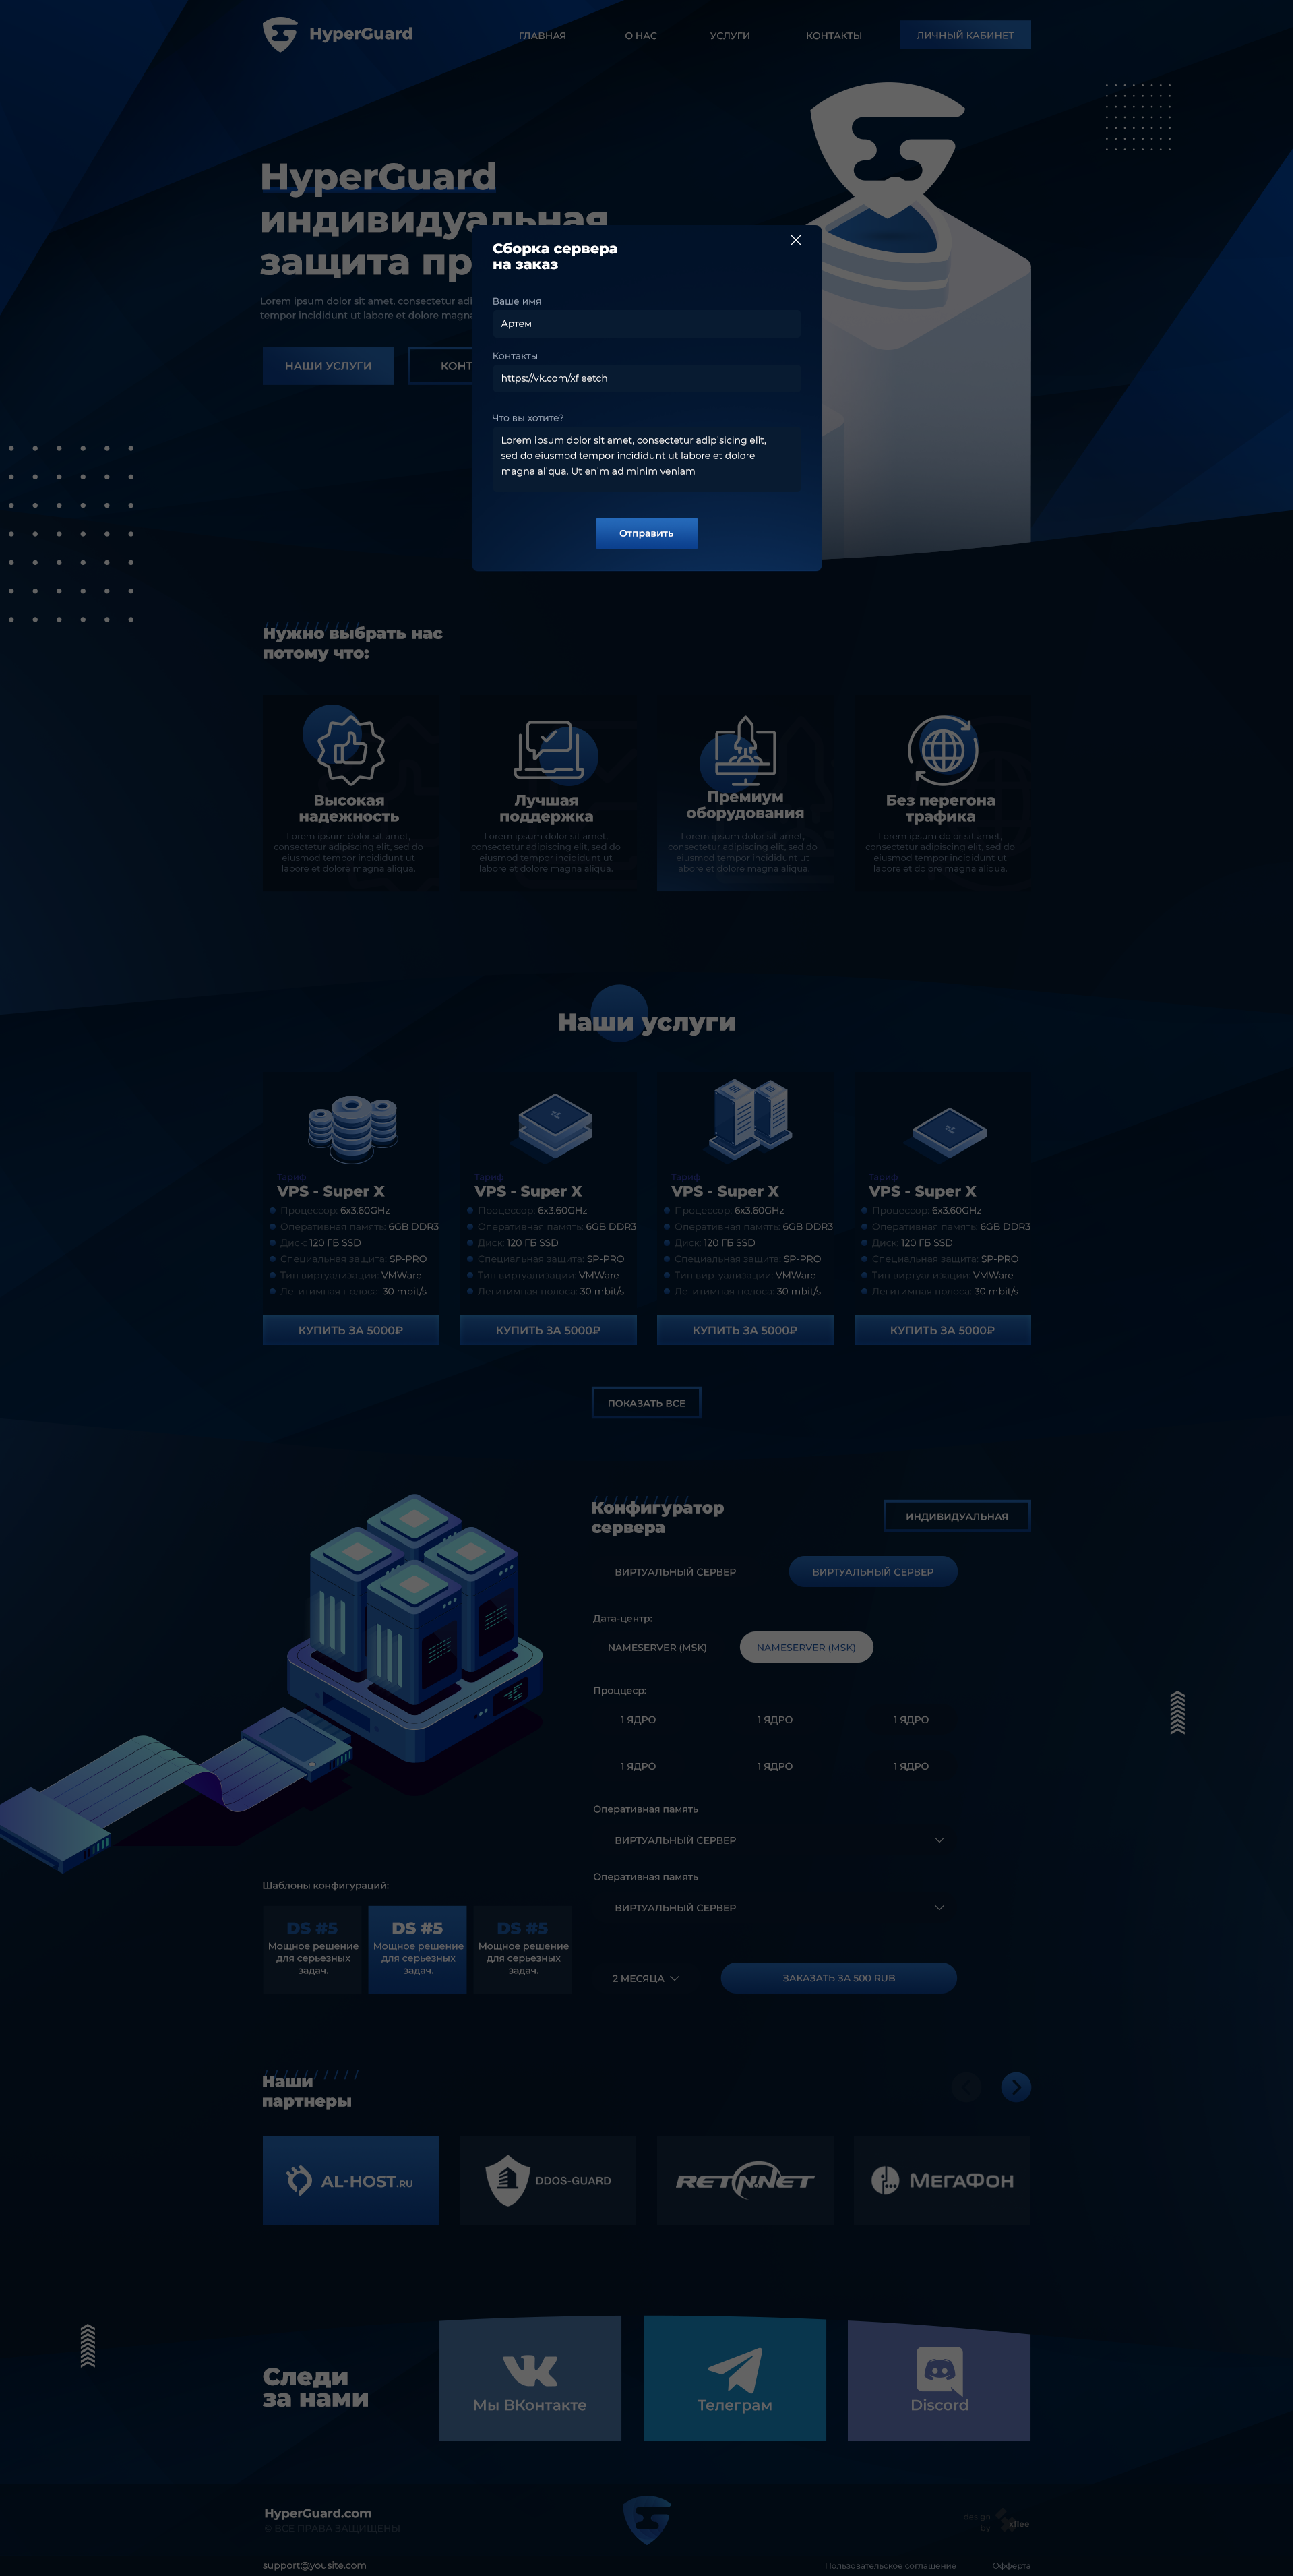 HyperGuard
ГЛАВНАЯ
О НАС
УСЛУГИ
КОНТАКТЫ
ЛИЧНЫЙ КАБИНЕТ
HyperGuard
индивидуальная
защита пр
Lorem ipsum dolor sit amet, consectetur adi
tempor incididunt ut labore et dolore magna
НАШИ УСЛУГИ
КОНТ
Сборка сервера
на заказ
Ваше имя
Артем
Контакты
https://vk.com/xfleetch
Что вы хотите?
Lorem ipsum dolor sit amet, consectetur adipisicing elit,
sed do eiusmod tempor incididunt ut labore et dolore
magna aliqua. Ut enim ad minim veniam
Отправить
Нужно выбрать нас
потому что:
Высокая
надежность
Lorem ipsum dolor sit amet,
consectetur adipiscing elit, sed do
eiusmod tempor incididunt ut
labore et dolore magna aliqua.
Лучшая
поддержка
Lorem ipsum dolor sit amet,
consectetur adipiscing elit, sed do
eiusmod tempor incididunt ut
labore et dolore magna aliqua.
Премиум
оборудования
Lorem ipsum dolor sit amet,
consectetur adipiscing elit, sed do
eiusmod tempor incididunt ut
labore et dolore magna aliqua.
Без перегона
трафика
Lorem ipsum dolor sit amet,
consectetur adipiscing elit, sed do
eiusmod tempor incididunt ut
labore et dolore magna aliqua.
Наши услуги
Тариф
VPS - Super X
Процессор: 6x3.60GHz
Оперативная память: 6GB DDR3
Диск: 120 ГБ SSD
Специальная защита: SP-PRO
Тип виртуализации: VMWare
Легитимная полоса: 30 mbit/s
КУПИТЬ ЗА 5000₽
Тариф
VPS - Super X
Процессор: 6x3.60GHz
Оперативная память: 6GB DDR3
Диск: 120 ГБ SSD
Специальная защита: SP-PRO
Тип виртуализации: VMWare
Легитимная полоса: 30 mbit/s
КУПИТЬ ЗА 5000₽
Тариф
VPS - Super X
Процессор: 6x3.60GHz
Оперативная память: 6GB DDR3
Диск: 120 ГБ SSD
Специальная защита: SP-PRO
Тип виртуализации: VMWare
Легитимная полоса: 30 mbit/s
КУПИТЬ ЗА 5000₽
Тариф
VPS - Super X
Процессор: 6x3.60GHz
Оперативная память: 6GB DDR3
Диск: 120 ГБ SSD
Специальная защита: SP-PRO
Тип виртуализации: VMWare
Легитимная полоса: 30 mbit/s
КУПИТЬ ЗА 5000₽
ПОКАЗАТЬ ВСЕ
Конфигуратор
сервера
ИНДИВИДУАЛЬНАЯ
ВИРТУАЛЬНЫЙ СЕРВЕР
ВИРТУАЛЬНЫЙ СЕРВЕР
Дата-центр:
NAMESERVER (MSK)
NAMESERVER (MSK)
Проццеср:
1 ЯДРО
1 ЯДРО
1 ЯДРО
1 ЯДРО
1 ЯДРО
1 ЯДРО
Оперативная память
ВИРТУАЛЬНЫЙ СЕРВЕР
Оперативная память
ВИРТУАЛЬНЫЙ СЕРВЕР
2 МЕСЯЦА
ЗАКАЗАТЬ ЗА 500 RUB
Шаблоны конфигураций:
DS #5
Мощное решение
для серьезных
задач.
DS #5
Мощное решение
для серьезных
задач.
DS #5
Мощное решение
для серьезных
задач.
Наши
партнеры
AL-HOST.RU
DDOS-GUARD
RETNNET
МЕГАФОН
Следи
за нами
Мы ВКонтакте
Телеграм
Discord
HyperGuard.com
© ВСЕ ПРАВА ЗАЩИЩЕНЫ
design
by
xflee
support@yousite.com
Пользовательское соглашение
Офферта